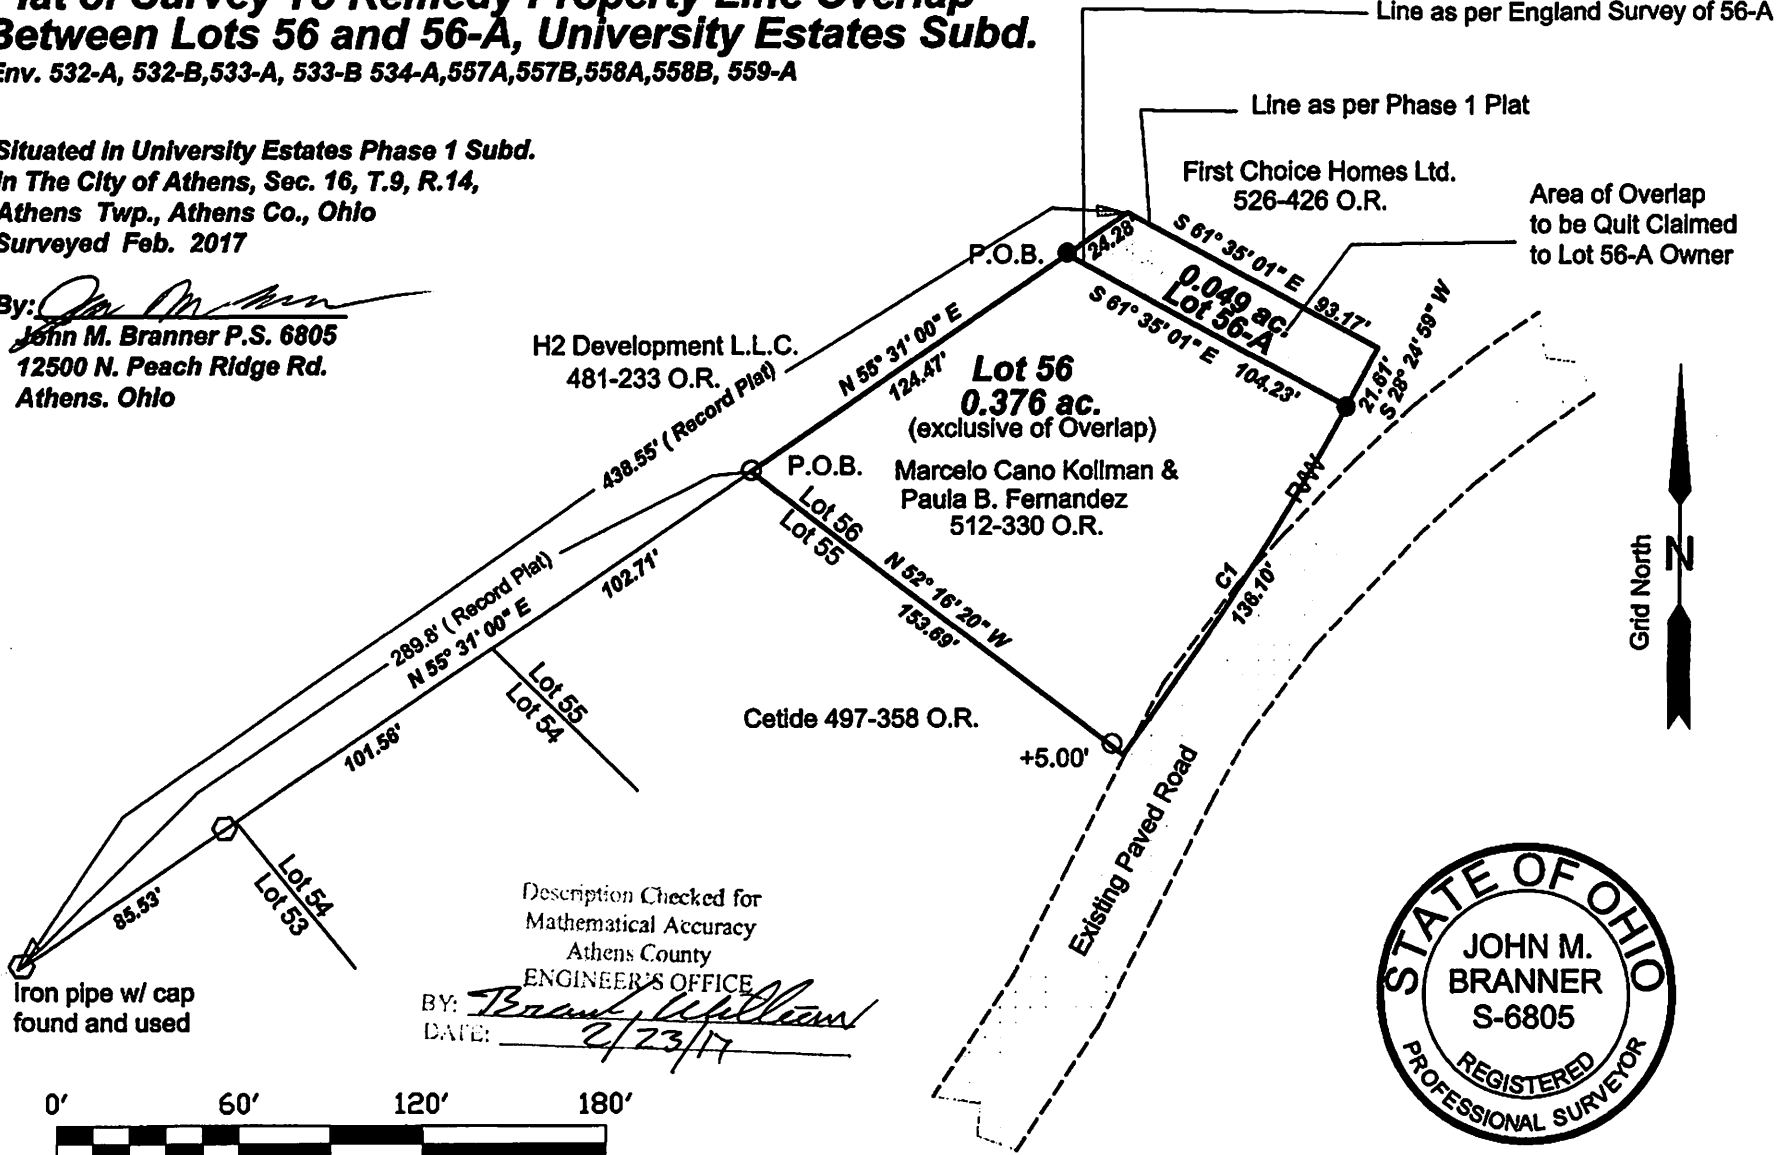 Plat of Survey To Remedy Property Line Overlap
Between Lots 56 and 56-A, University Estates Subd.
Env. 532-A, 532-B,533-A, 533-B 534-A,557A,557B,558A,558B, 559-A
Situated in University Estates Phase 1 Subd.
In The City of Athens, Sec. 16, T.9, R.14,
Athens Twp., Athens Co., Ohio
Surveyed Feb. 2017
By:
John M. Branner P.S. 6805
12500 N. Peach Ridge Rd.
Athens. Ohio
Line as per England Survey of 56-A
Line as per Phase 1 Plat
First Choice Homes Ltd.
526-426 O.R.
Area of Overlap
to be Quit Claimed
to Lot 56-A Owner
P.O.B.
24.28'
S 61° 35' 01" E 93.17'
0.049 ac.
Lot 56-A
S 61° 35' 01" E 104.23'
21.61'
S 28° 24' 59" W
H2 Development L.L.C.
481-233 O.R.
N 55° 31' 00" E
124.47'
Lot 56
0.376 ac.
(exclusive of Overlap)
Marcelo Cano Kollman &
Paula B. Fernandez
512-330 O.R.
438.55' ( Record Plat)
P.O.B.
Lot 56
Lot 55
N 52° 16' 20" W
153.69'
R/W
C1
136.10'
289.8' ( Record Plat)
N 55° 31' 00" E
102.71'
101.56'
Lot 55
Lot 54
Cetide 497-358 O.R.
+5.00'
Existing Paved Road
Grid North
N
85.53'
Lot 54
Lot 53
Iron pipe w/ cap
found and used
Description Checked for
Mathematical Accuracy
Athens County
ENGINEER'S OFFICE
BY:
DATE: 2/23/17
STATE OF OHIO
JOHN M.
BRANNER
S-6805
REGISTERED
PROFESSIONAL SURVEYOR
0' 60' 120' 180'